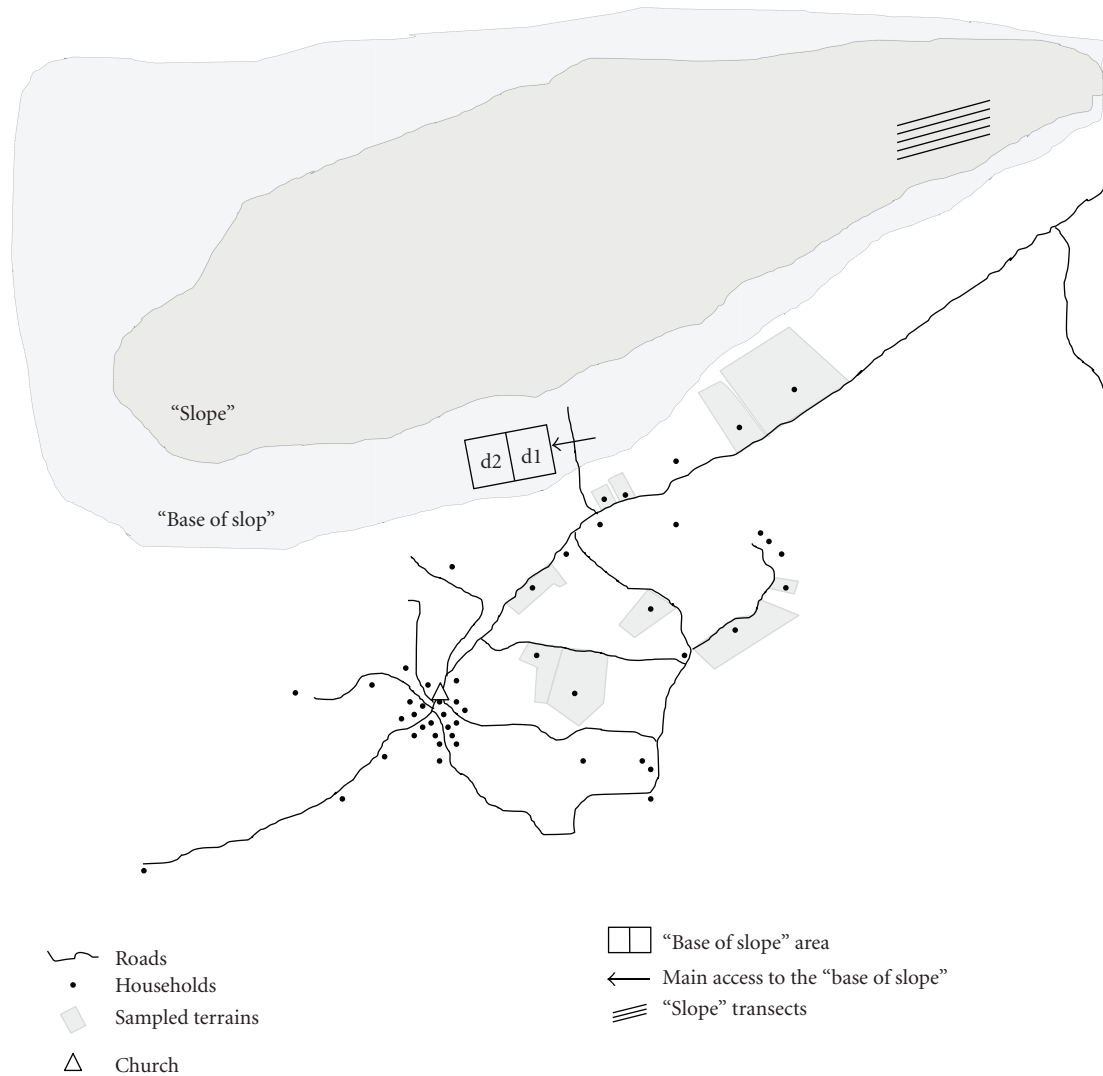 “Slope”
d2
d1
“Base of slop”
Roads
Households
Sampled terrains
Church
“Base of slope” area
Main access to the “base of slope”
“Slope” transects